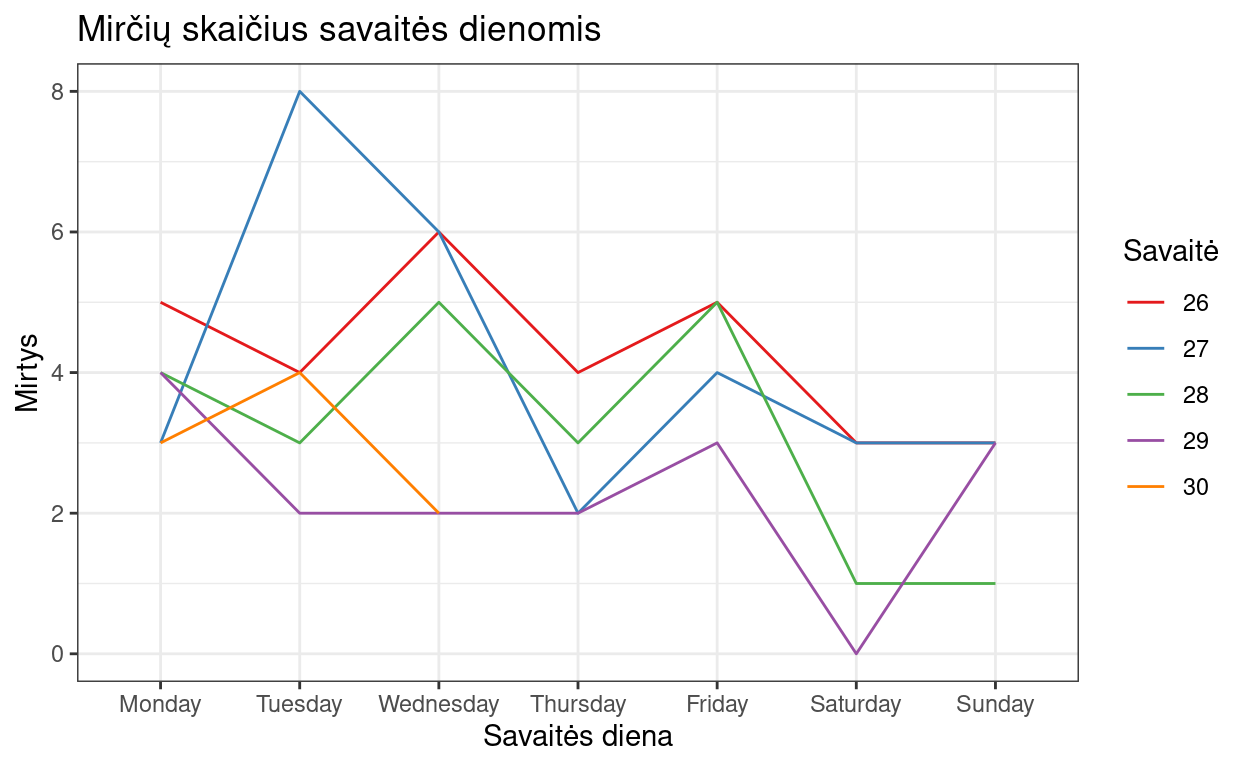 Mirčių skaičius savaitės dienomis
8
6
4
2
0
Mirtys
Monday Tuesday Wednesday Thursday Friday Saturday Sunday
Savaitės diena
Savaitė
26
27
28
29
30